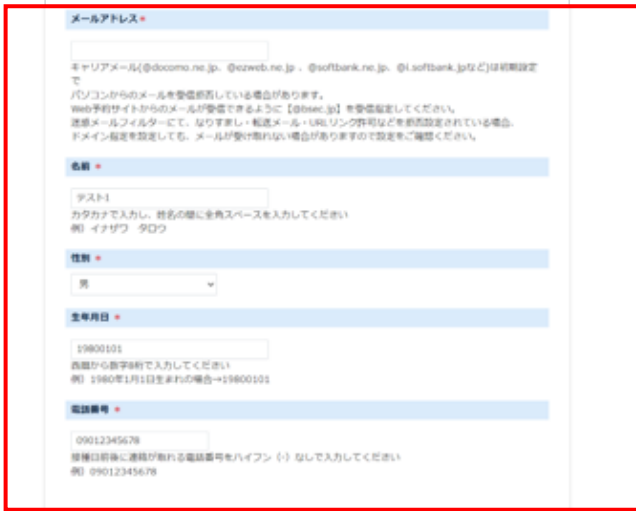 メールアドレス*
キャリアメール(@docomo.ne.jp、@ezweb.ne.jp 、@softbank.ne.jp、@i.softbank.jpなど)は初期設定
で
パソコンからのメールを受信拒否している場合があります。
Web予約サイトからのメールが受信できるように【@bsec.jp】を受信指定してください。
迷惑メールフィルターにて、なりすまし・転送メール・URLリンク許可などを拒否設定されている場合、
ドメイン指定を設定しても、メールが受け取れない場合がありますので設定をご確認ください。
名前 *
テスト1
カタカナで入力し、姓名の間に全角スペースを入力してください
例）イナザワ　タロウ
性別 *
男
生年月日 *
19800101
西暦から数字8桁で入力してください
例）1980年1月1日生まれの場合→19800101
電話番号 *
09012345678
接種日前後に連絡が取れる電話番号をハイフン（-）なしで入力してください
例）09012345678